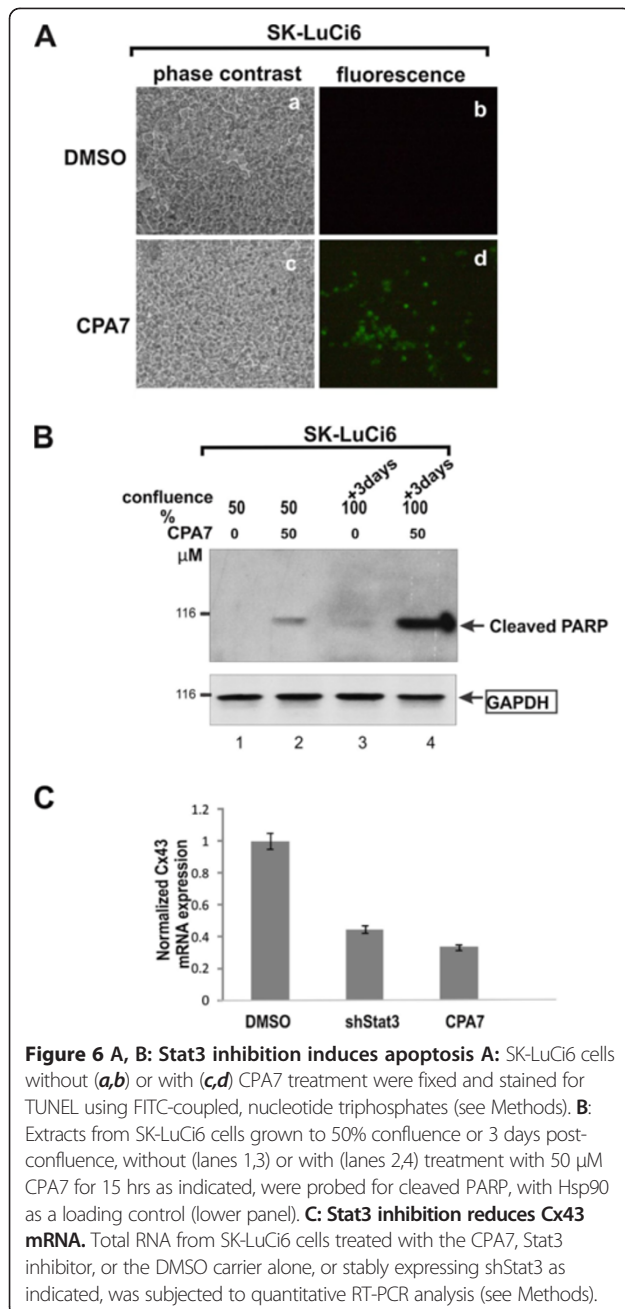 A
SK-LuCi6
phase contrast fluorescence
a b
DMSO
c d
CPA7
B
SK-LuCi6
+3days +3days
confluence 50 50 100 100
%
CPA7 0 50 0 50
µM
116
Cleaved PARP
116
GAPDH
1 2 3 4
C
Normalized Cx43
mRNA expression
1.2
1
0.8
0.6
0.4
0.2
0
DMSO shStat3 CPA7
Figure 6 A, B: Stat3 inhibition induces apoptosis A: SK-LuCi6 cells
without (a,b) or with (c,d) CPA7 treatment were fixed and stained for
TUNEL using FITC-coupled, nucleotide triphosphates (see Methods). B:
Extracts from SK-LuCi6 cells grown to 50% confluence or 3 days post-
confluence, without (lanes 1,3) or with (lanes 2,4) treatment with 50 µM
CPA7 for 15 hrs as indicated, were probed for cleaved PARP, with Hsp90
as a loading control (lower panel). C: Stat3 inhibition reduces Cx43
mRNA. Total RNA from SK-LuCi6 cells treated with the CPA7, Stat3
inhibitor, or the DMSO carrier alone, or stably expressing shStat3 as
indicated, was subjected to quantitative RT-PCR analysis (see Methods).